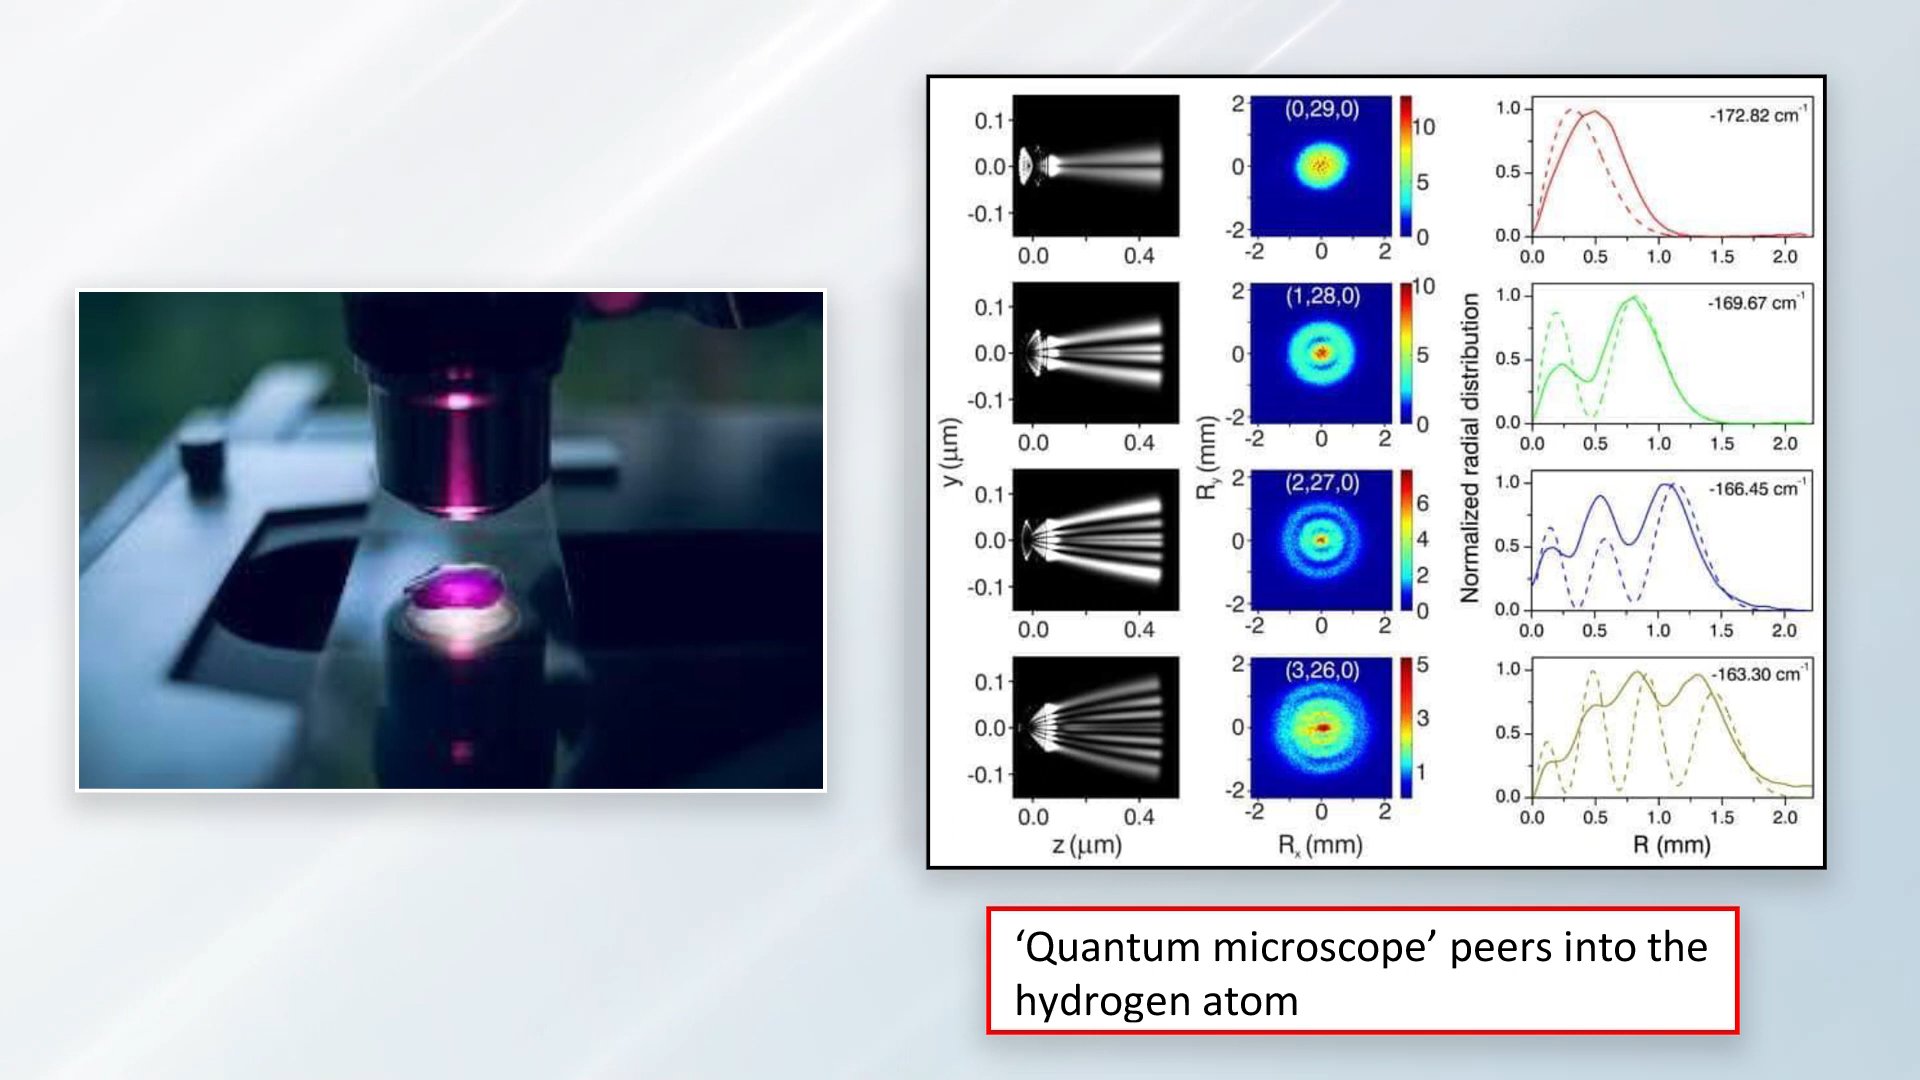 0.1
0.0
-0.1
0.0 0.4
2
0
-2
-2 0 2
(0,29,0)
10
5
0
1.0
0.5
0.0
0.0 0.5 1.0 1.5 2.0
-172.82 cm⁻¹
0.1
0.0
-0.1
0.0 0.4
2
0
-2
-2 0 2
(1,28,0)
10
5
0
1.0
0.5
0.0
0.0 0.5 1.0 1.5 2.0
-169.67 cm⁻¹
0.1
0.0
-0.1
0.0 0.4
2
0
-2
-2 0 2
(2,27,0)
2
6
4
2
0
1.0
0.5
0.0
0.0 0.5 1.0 1.5 2.0
-166.45 cm⁻¹
0.1
0.0
-0.1
0.0 0.4
2
0
-2
-2 0 2
(3,26,0)
5
3
1
1.0
0.5
0.0
0.0 0.5 1.0 1.5 2.0
-163.30 cm⁻¹
y (μm)
z (μm)
Ry (mm)
Rx (mm)
Normalized radial distribution
R (mm)
‘Quantum microscope’ peers into the
hydrogen atom